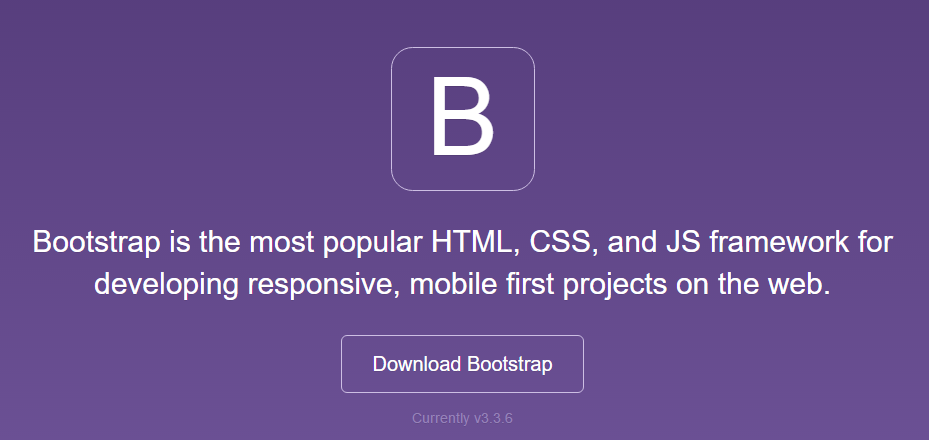 B
Bootstrap is the most popular HTML, CSS, and JS framework for
developing responsive, mobile first projects on the web.
Download Bootstrap
Currently v3.3.6